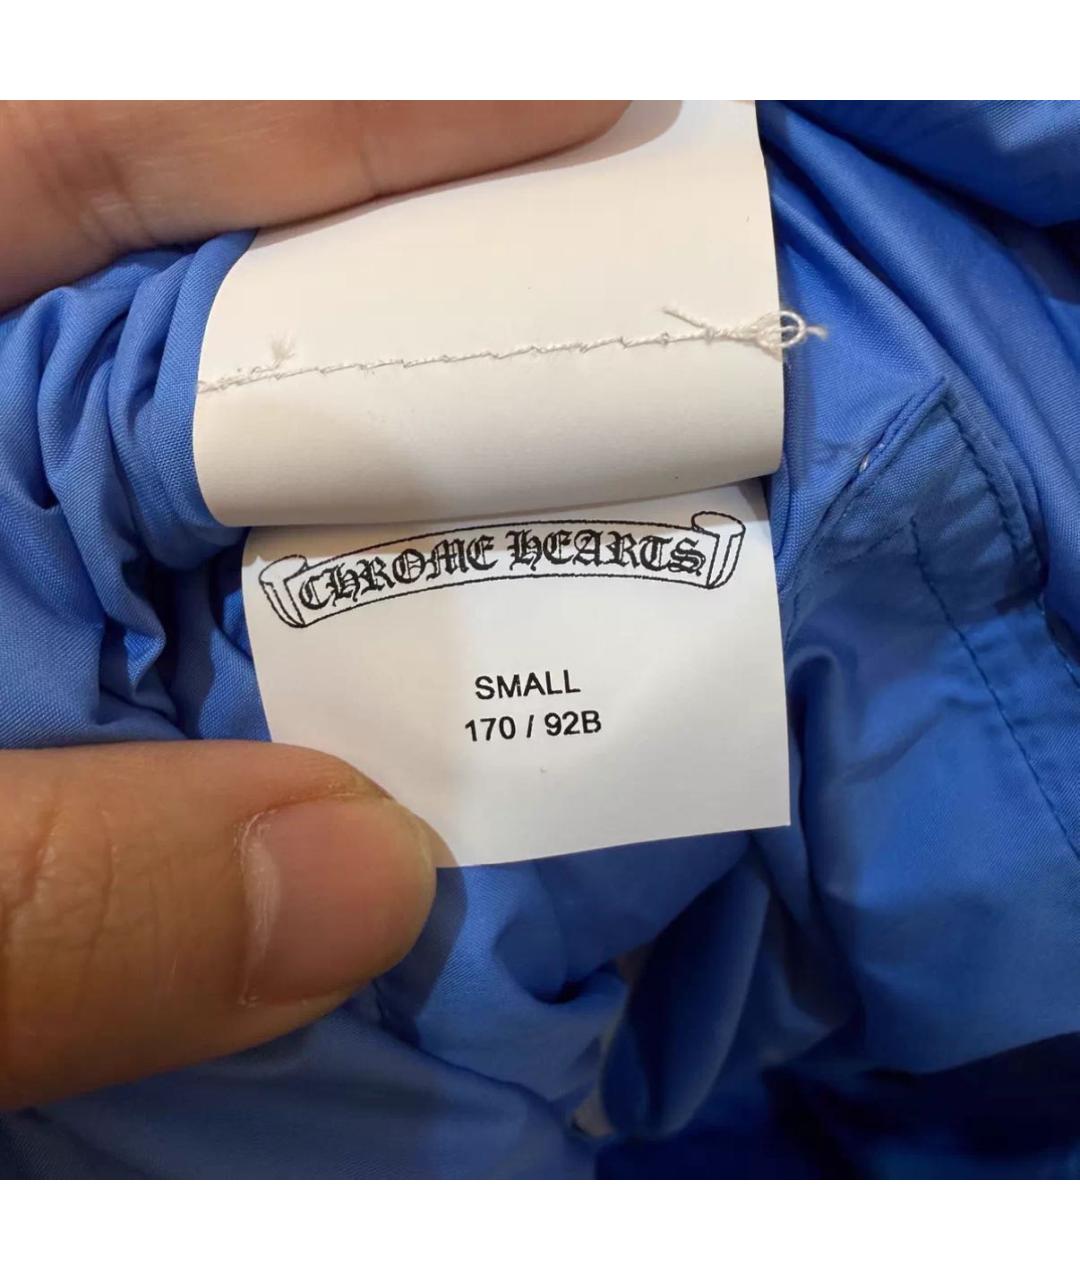 CHROME HEARTS
SMALL
170 / 92B